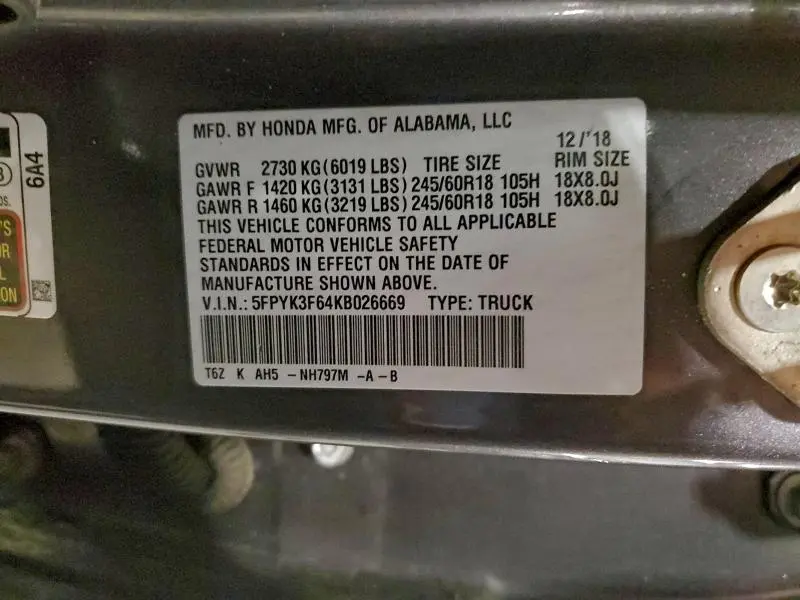 MFD. BY HONDA MFG. OF ALABAMA, LLC
12/'18
GVWR 2730 KG(6019 LBS) TIRE SIZE RIM SIZE
GAWR F 1420 KG(3131 LBS) 245/60R18 105H 18X8.0J
GAWR R 1460 KG(3219 LBS) 245/60R18 105H 18X8.0J
THIS VEHICLE CONFORMS TO ALL APPLICABLE
FEDERAL MOTOR VEHICLE SAFETY
STANDARDS IN EFFECT ON THE DATE OF
MANUFACTURE SHOWN ABOVE.
V.I.N.: 5FPYK3F64KB026669 TYPE: TRUCK
T6Z K AH5 -NH797M -A-B
6A4